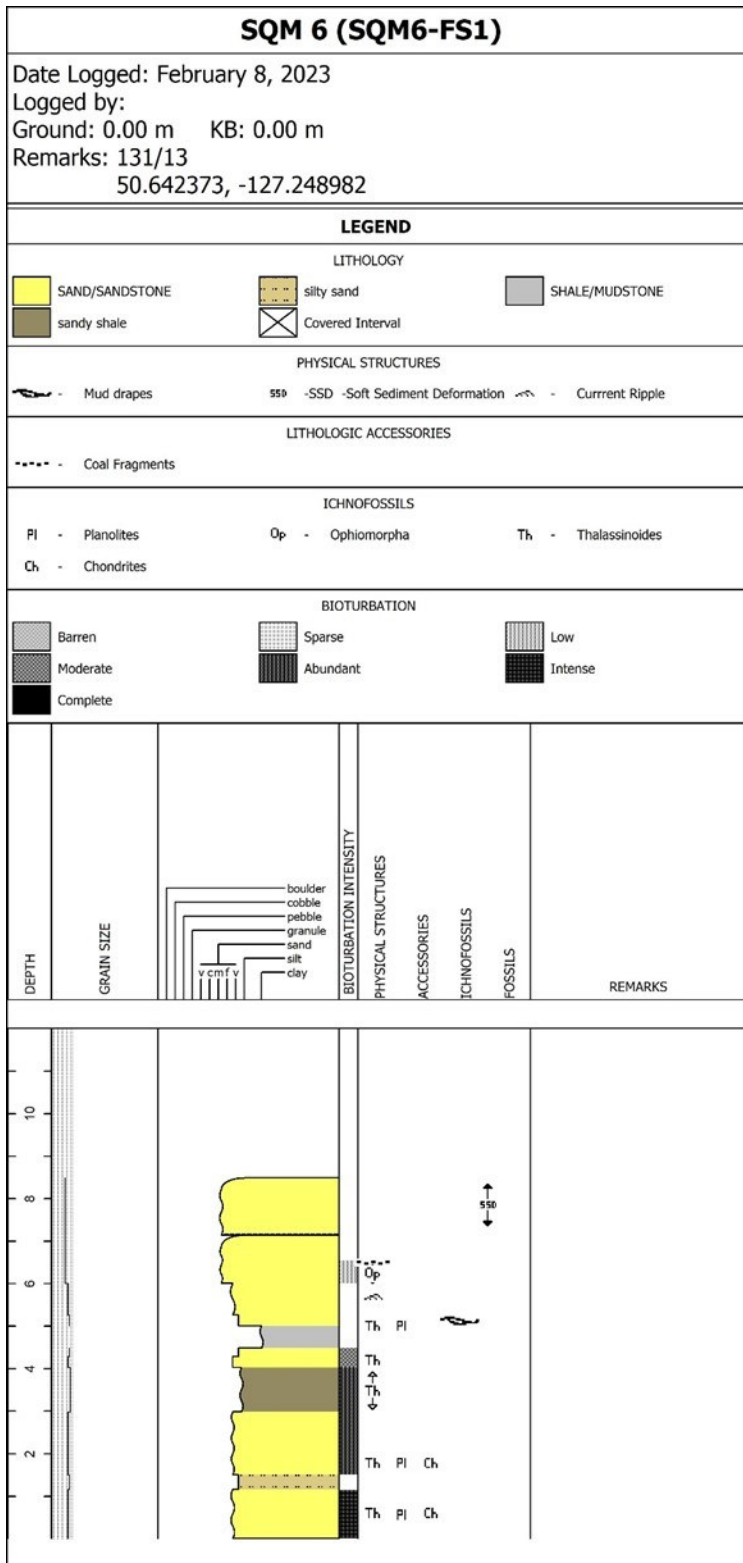 SQM 6 (SQM6-FS1)
Date Logged: February 8, 2023
Logged by:
Ground: 0.00 m KB: 0.00 m
Remarks: 131/13
50.642373, -127.248982
LEGEND
LITHOLOGY
SAND/SANDSTONE silty sand SHALE/MUDSTONE
sandy shale Covered Interval
PHYSICAL STRUCTURES
- Mud drapes SSD -SSD -Soft Sediment Deformation - Currrent Ripple
LITHOLOGIC ACCESSORIES
- Coal Fragments
ICHNOFOSSILS
Pl - Planolites Op - Ophiomorpha Th - Thalassinoides
Ch - Chondrites
BIOTURBATION
Barren Sparse Low
Moderate Abundant Intense
Complete
DEPTH
GRAIN SIZE
boulder
cobble
pebble
granule
sand
silt
v c m f v
clay
BIOTURBATION INTENSITY
PHYSICAL STRUCTURES
ACCESSORIES
ICHNOFOSSILS
FOSSILS
REMARKS
10
8
SSD
6
Op
Th Pl
4
Th
Th
2
Th Pl Ch
Th Pl Ch